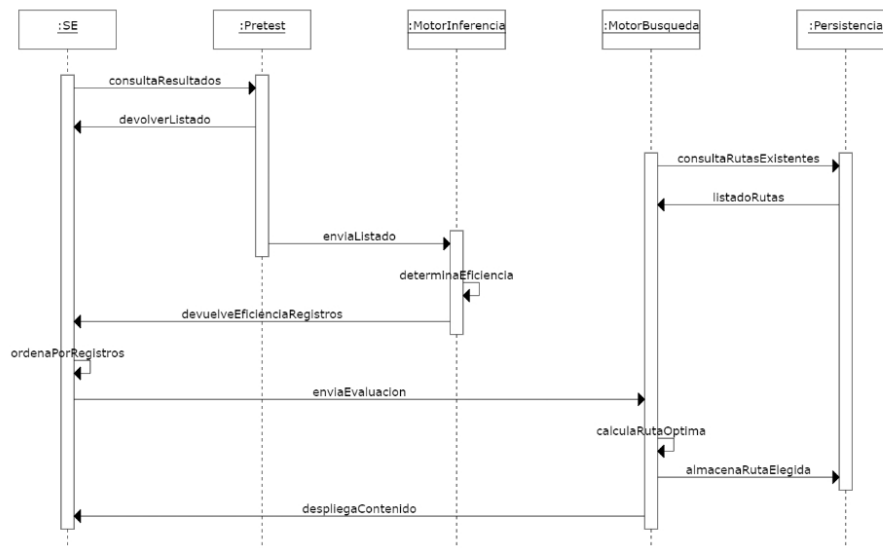 :SE
:Pretest
:MotorInferencia
:MotorBusqueda
:Persistencia
consultaResultados
devolverListado
consultaRutasExistentes
listadoRutas
enviaListado
determinaEficiencia
devuelveEficienciaRegistros
ordenaPorRegistros
enviaEvaluacion
calculaRutaOptima
almacenaRutaElegida
despliegaContenido